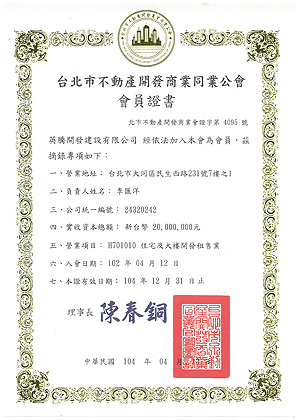 台北市不動產開發商業同業公會
會員證書
北市不動產開發商業會證字第 4095 號
英騰開發建設有限公司 經依法加入本會為會員，茲
摘錄專項如下：
一、營業地址： 台北市大同區民生西路231號7樓之1
二、負責人姓名： 李匯洋
三、公司統一編號： 24320242
四、實收資本總額： 新台幣 20,000,000元
五、營業項目： H701010 住宅及大樓開發租售業
六、入會日期： 102 年 04 月 12 日
七、本證有效日期： 104 年 12 月 31 日止
理事長 陳春銅
中華民國 104 年 04 月